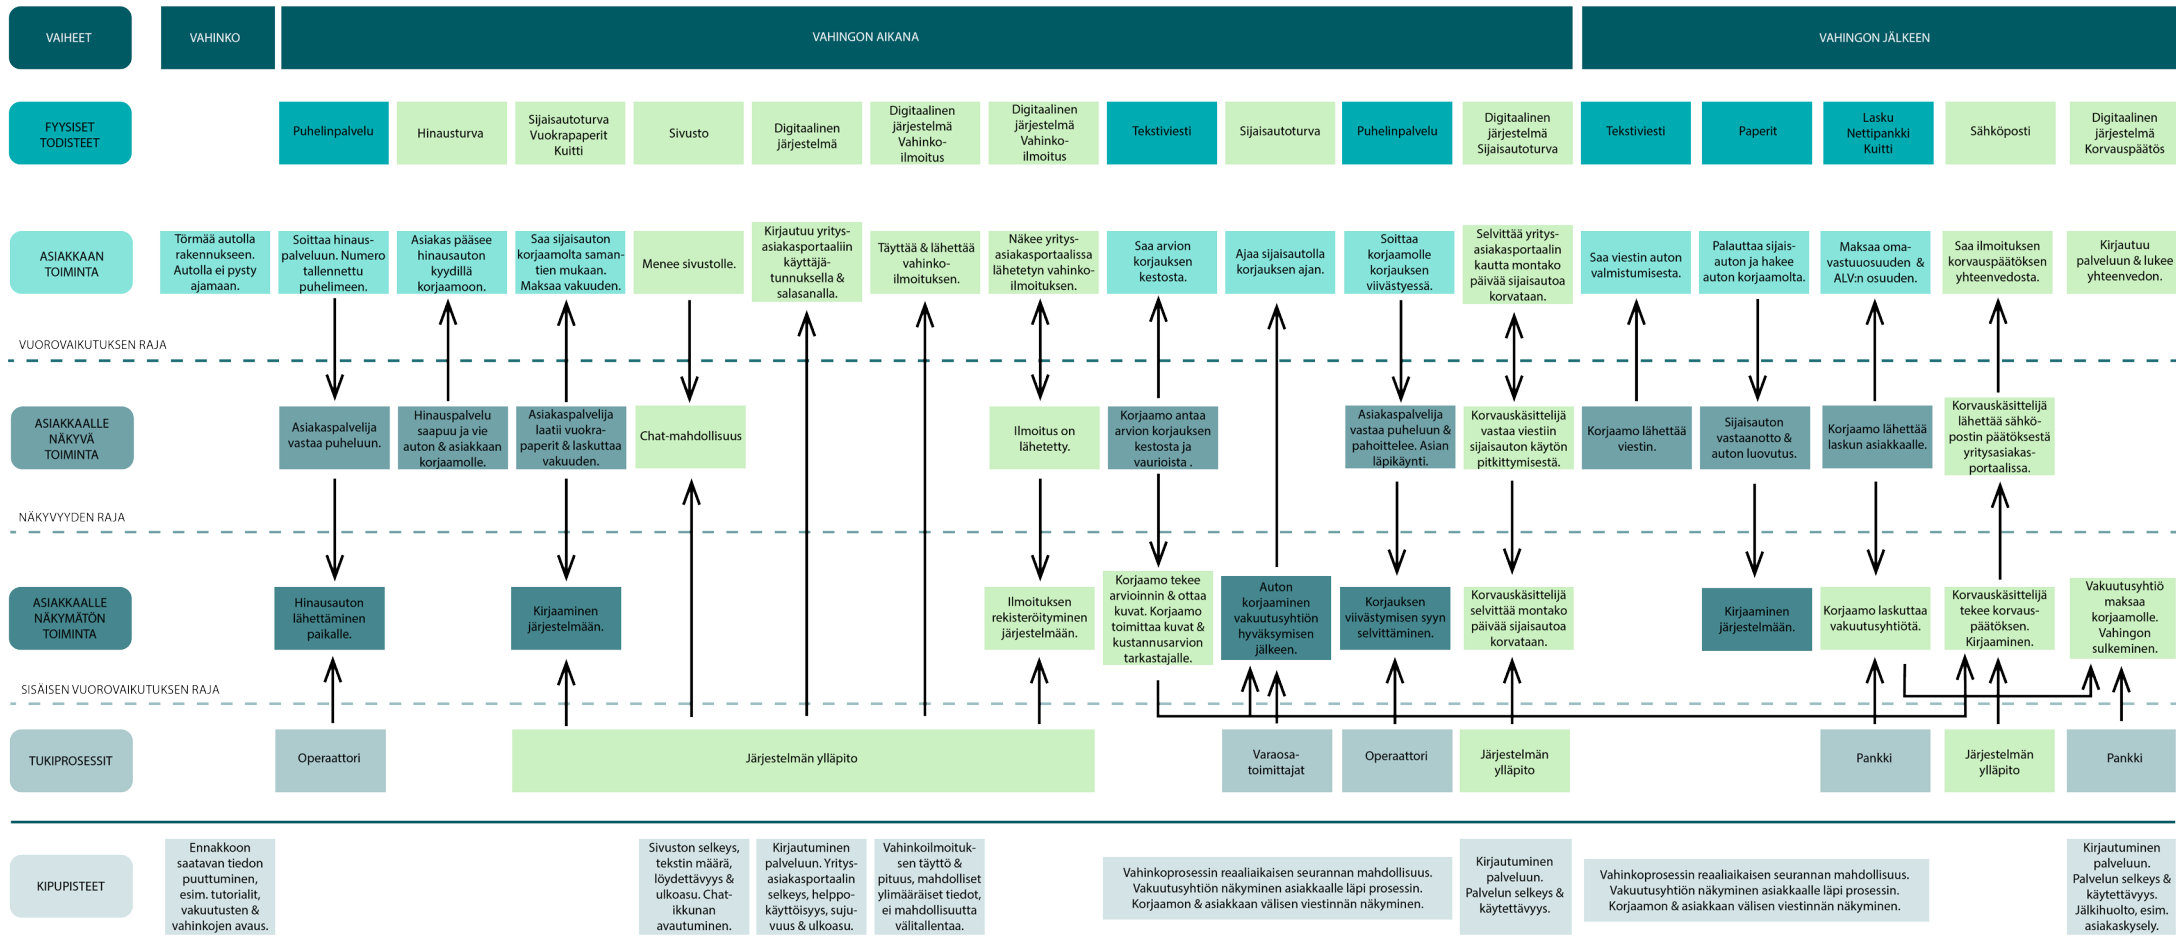 VAIHEET
VAHINKO
VAHINGON AIKANA
VAHINGON JÄLKEEN
FYYSISET
TODISTEET
Puhelinpalvelu
Hinausturva
Sijaisautoturva
Vuokrapaperit
Kuitti
Sivusto
Digitaalinen
järjestelmä
Digitaalinen
järjestelmä
Vahinko-
ilmoitus
Digitaalinen
järjestelmä
Vahinko-
ilmoitus
Tekstiviesti
Sijaisautoturva
Puhelinpalvelu
Digitaalinen
järjestelmä
Sijaisautoturva
Tekstiviesti
Paperit
Lasku
Nettipankki
Kuitti
Sähköposti
Digitaalinen
järjestelmä
Korvauspäätös
ASIAKKAAN
TOIMINTA
Törmää autolla
rakennukseen.
Autolla ei pysty
ajamaan.
Soittaa hinaus-
palveluun. Numero
tallennettu
puhelimeen.
Asiakas pääsee
hinausauton
kyydillä
korjaamoon.
Saa sijaisauton
korjaamolta saman-
tien mukaan.
Maksaa vakuuden.
Menee sivustolle.
Kirjautuu yritys-
asiakasportaaliin
käyttäjä-
tunnuksella &
salasanalla.
Täyttää & lähettää
vahinko-
ilmoituksen.
Näkee yritys-
asiakasportaalissa
lähetetyn vahinko-
ilmoituksen.
Saa arvion
korjauksen
kestosta.
Ajaa sijaisautolla
korjauksen ajan.
Soittaa
korjaamolle
korjauksen
viivästyessä.
Selvittää yritys-
asiakasportaalin
kautta montako
päivää sijaisautoa
korvataan.
Saa viestin auton
valmistumisesta.
Palauttaa sijais-
auton ja hakee
auton korjaamolta.
Maksaa oma-
vastuuosuuden &
ALV:n osuuden.
Saa ilmoituksen
korvauspäätöksen
yhteenvedosta.
Kirjautuu
palveluun & lukee
yhteenvedon.
VUOROVAIKUTUKSEN RAJA
ASIAKKAALLE
NÄKYVÄ
TOIMINTA
Asiakaspalvelija
vastaa puheluun.
Hinauspalvelu
saapuu ja vie
auton & asiakkaan
korjaamolle.
Asiakaspalvelija
laatii vuokra-
paperit & laskuttaa
vakuuden.
Chat-mahdollisuus
Ilmoitus on
lähetetty.
Korjaamo antaa
arvion korjauksen
kestosta ja
vaurioista .
Asiakaspalvelija
vastaa puheluun &
pahoittelee. Asian
läpikäynti.
Korvauskäsittelijä
vastaa viestiin
sijaisauton käytön
pitkittymisestä.
Korjaamo lähettää
viestin.
Sijaisauton
vastaanotto &
auton luovutus.
Korjaamo lähettää
laskun asiakkaalle.
Korvauskäsittelijä
lähettää sähkö-
postin päätöksestä
yritysasiakas-
portaalissa.
NÄKYVYYDEN RAJA
ASIAKKAALLE
NÄKYMÄTÖN
TOIMINTA
Hinausauton
lähettäminen
paikalle.
Kirjaaminen
järjestelmään.
Ilmoituksen
rekisteröityminen
järjestelmään.
Korjaamo tekee
arvioinnin & ottaa
kuvat. Korjaamo
toimittaa kuvat &
kustannusarvion
tarkastajalle.
Auton
korjaaminen
vakuutusyhtiön
hyväksymisen
jälkeen.
Korjauksen
viivästymisen syyn
selvittäminen.
Korvauskäsittelijä
selvittää montako
päivää sijaisautoa
korvataan.
Kirjaaminen
järjestelmään.
Korjaamo laskuttaa
vakuutusyhtiötä.
Korvauskäsittelijä
tekee korvaus-
päätöksen.
Kirjaaminen.
Vakuutusyhtiö
maksaa
korjaamolle.
Vahingon
sulkeminen.
SISÄISEN VUOROVAIKUTUKSEN RAJA
TUKIPROSESSIT
Operaattori
Järjestelmän ylläpito
Varaosa-
toimittajat
Operaattori
Järjestelmän
ylläpito
Pankki
Järjestelmän
ylläpito
Pankki
KIPUPISTEET
Ennakkoon
saatavan tiedon
puuttuminen,
esim. tutorialit,
vakuutusten &
vahinkojen avaus.
Sivuston selkeys,
tekstin määrä,
löydettävyys &
ulkoasu. Chat-
ikkunan
avautuminen.
Kirjautuminen
palveluun. Yritys-
asiakasportaalin
selkeys, helppo-
käyttöisyys, suju-
vuus & ulkoasu.
Vahinkoilmoituk-
sen täyttö &
pituus, mahdolliset
ylimääräiset tiedot,
ei mahdollisuutta
välitallentaa.
Vahinkoprosessin reaaliaikaisen seurannan mahdollisuus.
Vakuutusyhtiön näkyminen asiakkaalle läpi prosessin.
Korjaamon & asiakkaan välisen viestinnän näkyminen.
Kirjautuminen
palveluun.
Palvelun selkeys &
käytettävyys.
Vahinkoprosessin reaaliaikaisen seurannan mahdollisuus.
Vakuutusyhtiön näkyminen asiakkaalle läpi prosessin.
Korjaamon & asiakkaan välisen viestinnän näkyminen.
Kirjautuminen
palveluun.
Palvelun selkeys &
käytettävyys.
Jälkihuolto, esim.
asiakaskysely.